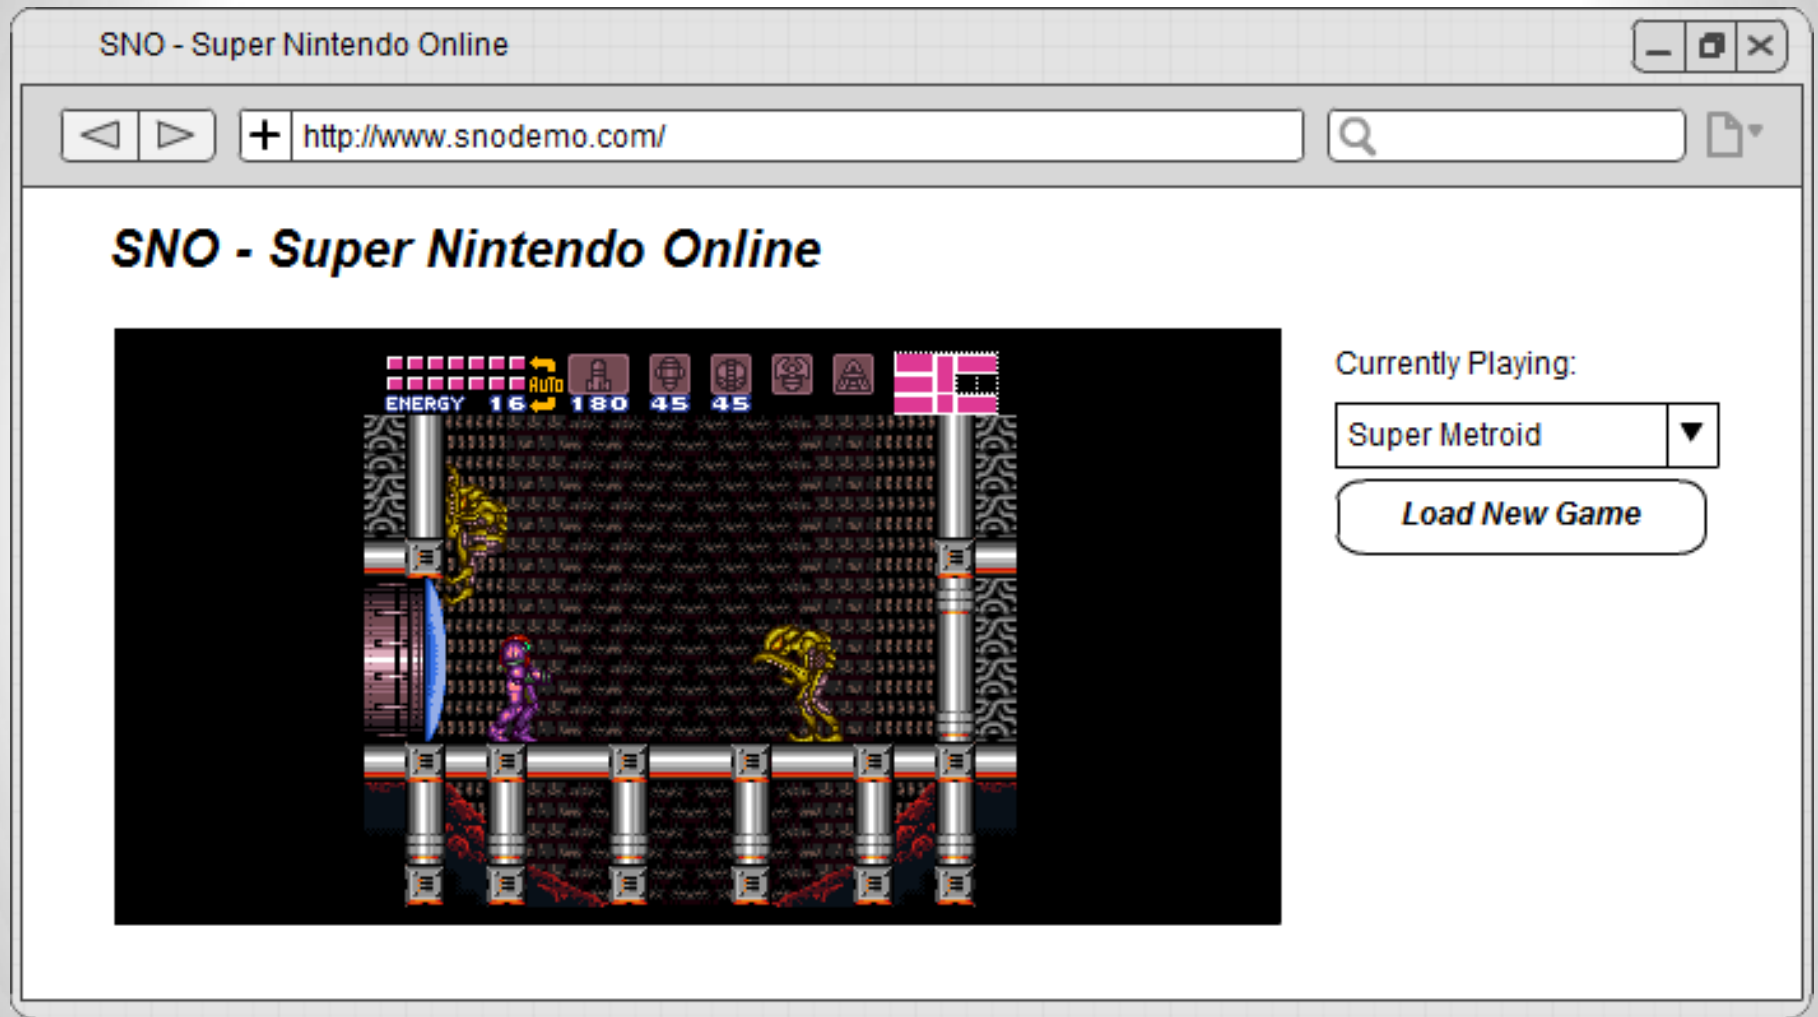 SNO - Super Nintendo Online
http://www.snodemo.com/
SNO - Super Nintendo Online
AUTO
ENERGY 16 180 45 45
Currently Playing:
Super Metroid
Load New Game